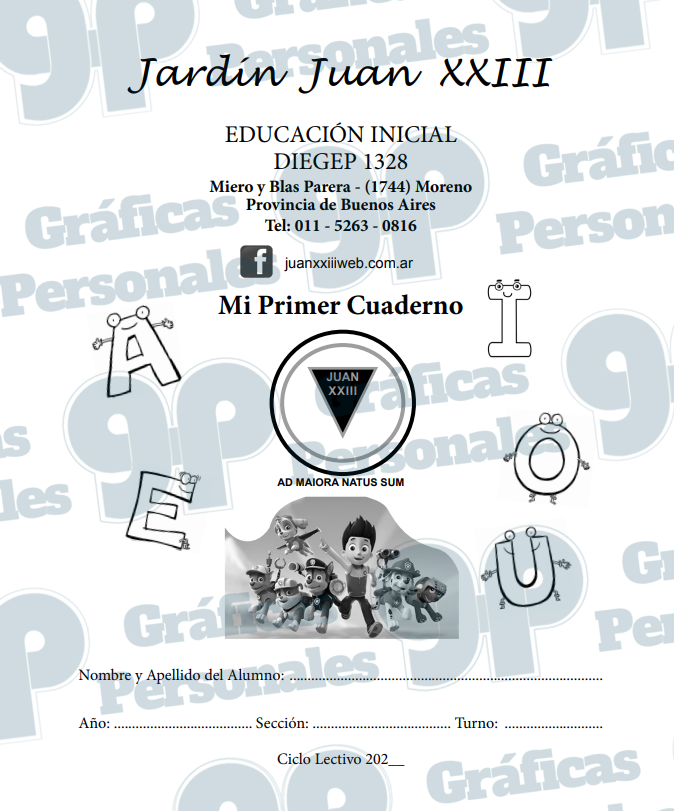 Jardín Juan XXIII
EDUCACIÓN INICIAL
DIEGEP 1328
Miero y Blas Parera - (1744) Moreno
Provincia de Buenos Aires
Tel: 011 - 5263 - 0816
f juanxxiiiweb.com.ar
Mi Primer Cuaderno
A
I
JUAN
XXIII
O
AD MAIORA NATUS SUM
E
U
Nombre y Apellido del Alumno: ....................................................................................
Año: ..................................... Sección: ..................................... Turno: ..........................
Ciclo Lectivo 202__
gp Gráficas
Personales